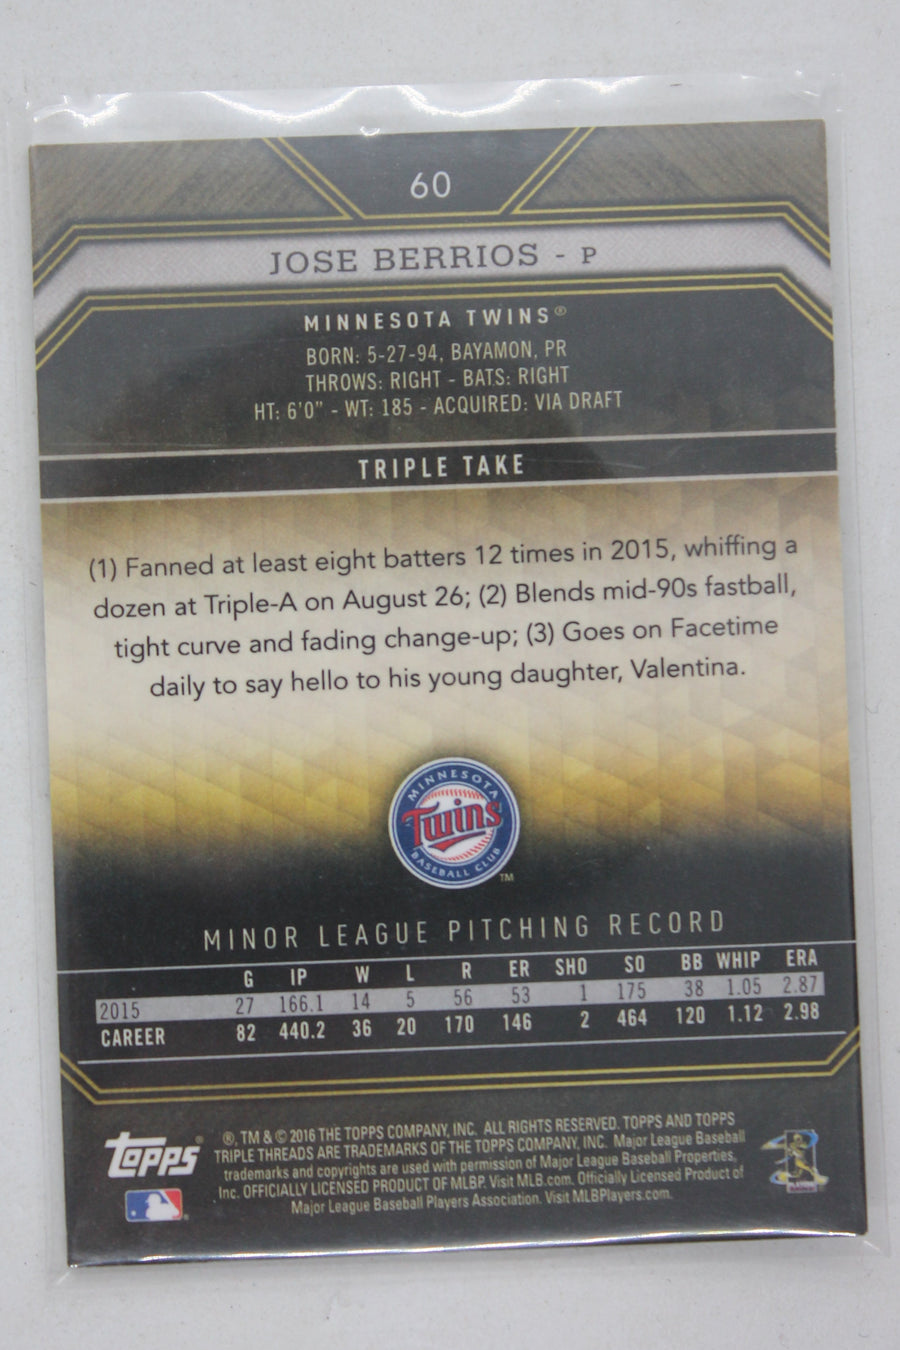 60
JOSE BERRIOS - P
MINNESOTA TWINS®
BORN: 5-27-94, BAYAMON, PR
THROWS: RIGHT - BATS: RIGHT
HT: 6'0" - WT: 185 - ACQUIRED: VIA DRAFT
TRIPLE TAKE
(1) Fanned at least eight batters 12 times in 2015, whiffing a
dozen at Triple-A on August 26; (2) Blends mid-90s fastball,
tight curve and fading change-up; (3) Goes on Facetime
daily to say hello to his young daughter, Valentina.
MINNESOTA
Twins
BASEBALL CLUB
TM
MINOR LEAGUE PITCHING RECORD
G IP W L R ER SHO SO BB WHIP ERA
2015 27 166.1 14 5 56 53 1 175 38 1.05 2.87
CAREER 82 440.2 36 20 170 146 2 464 120 1.12 2.98
Topps®
®, TM & © 2016 THE TOPPS COMPANY, INC. ALL RIGHTS RESERVED. TOPPS AND TOPPS
TRIPLE THREADS ARE TRADEMARKS OF THE TOPPS COMPANY, INC. Major League Baseball
trademarks and copyrights are used with permission of Major League Baseball Properties,
Inc. OFFICIALLY LICENSED PRODUCT OF MLBP. Visit MLB.com. Officially Licensed Product of
Major League Baseball Players Association. Visit MLBPlayers.com.